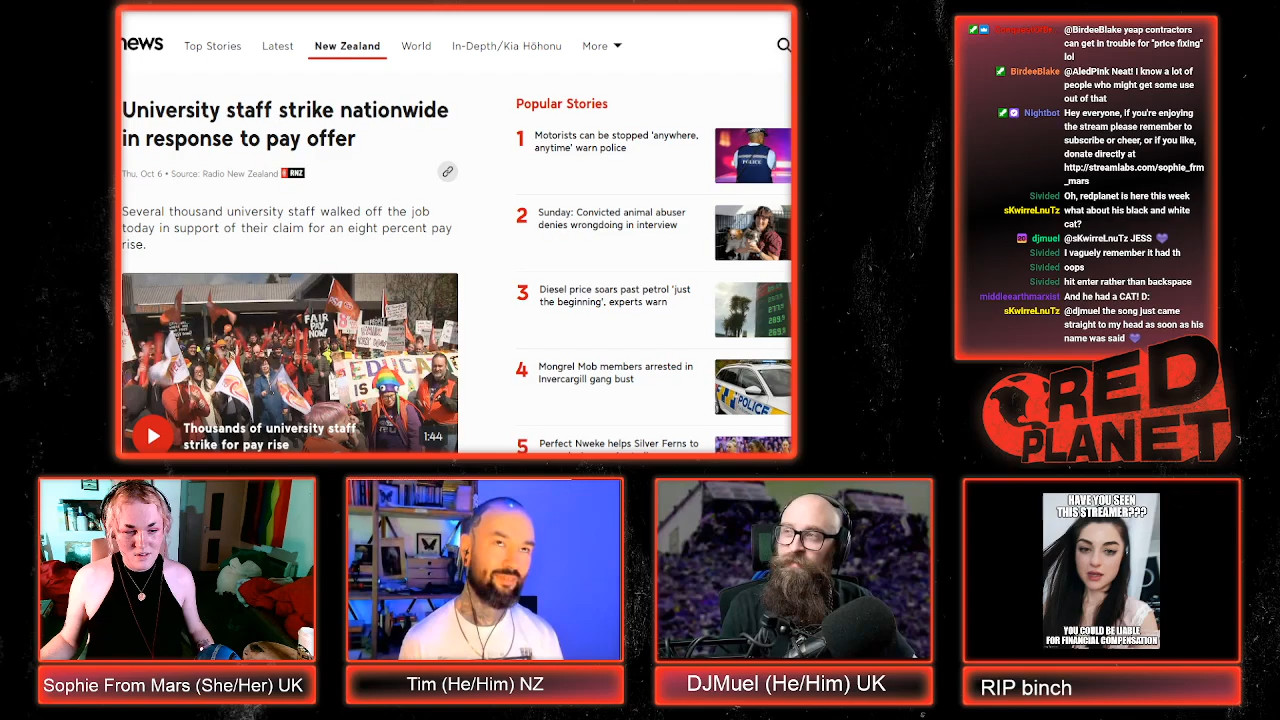 news
Top Stories
Latest
New Zealand
World
In-Depth/Kia Hōhonu
More
University staff strike nationwide
in response to pay offer
Thu, Oct 6 • Source: Radio New Zealand RNZ
Several thousand university staff walked off the job
today in support of their claim for an eight percent pay
rise.
FAIR
PAY
NOW!
EDUCA
IS
Thousands of university staff
strike for pay rise
1:44
Popular Stories
1 Motorists can be stopped 'anywhere,
anytime' warn police
POLICE
2 Sunday: Convicted animal abuser
denies wrongdoing in interview
3 Diesel price soars past petrol 'just
the beginning', experts warn
4 Mongrel Mob members arrested in
Invercargill gang bust
POLICE
5 Perfect Nweke helps Silver Ferns to
@BirdeeBlake yeap contractors
can get in trouble for "price fixing"
lol
BirdeeBlake @AledPink Neat! I know a lot of
people who might get some use
out of that
Nightbot Hey everyone, if you're enjoying
the stream please remember to
subscribe or cheer, or if you like,
donate directly at
http://streamlabs.com/sophie_frm
_mars
Sivided Oh, redplanet is here this week
sKwirreLnuTz what about his black and white
cat?
djmuel @sKwirreLnuTz JESS
Sivided I vaguely remember it had th
Sivided oops
Sivided hit enter rather than backspace
middleearthmarxist And he had a CAT! D:
sKwirreLnuTz @djmuel the song just came
straight to my head as soon as his
name was said
RED
PLANET
Sophie From Mars (She/Her) UK
Tim (He/Him) NZ
DJMuel (He/Him) UK
HAVE YOU SEEN
THIS STREAMER???
YOU COULD BE LIABLE
FOR FINANCIAL COMPENSATION
RIP binch